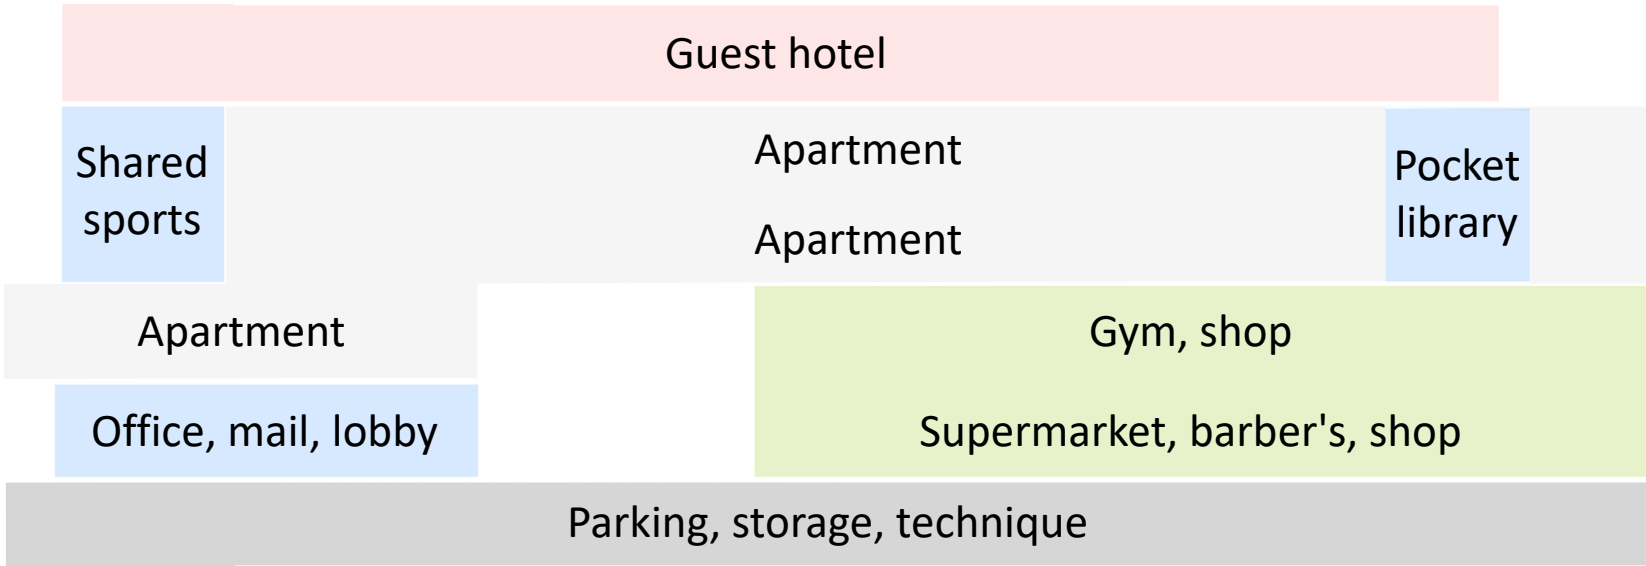 Guest hotel
Shared
sports
Apartment
Apartment
Pocket
library
Apartment
Gym, shop
Office, mail, lobby
Supermarket, barber's, shop
Parking, storage, technique